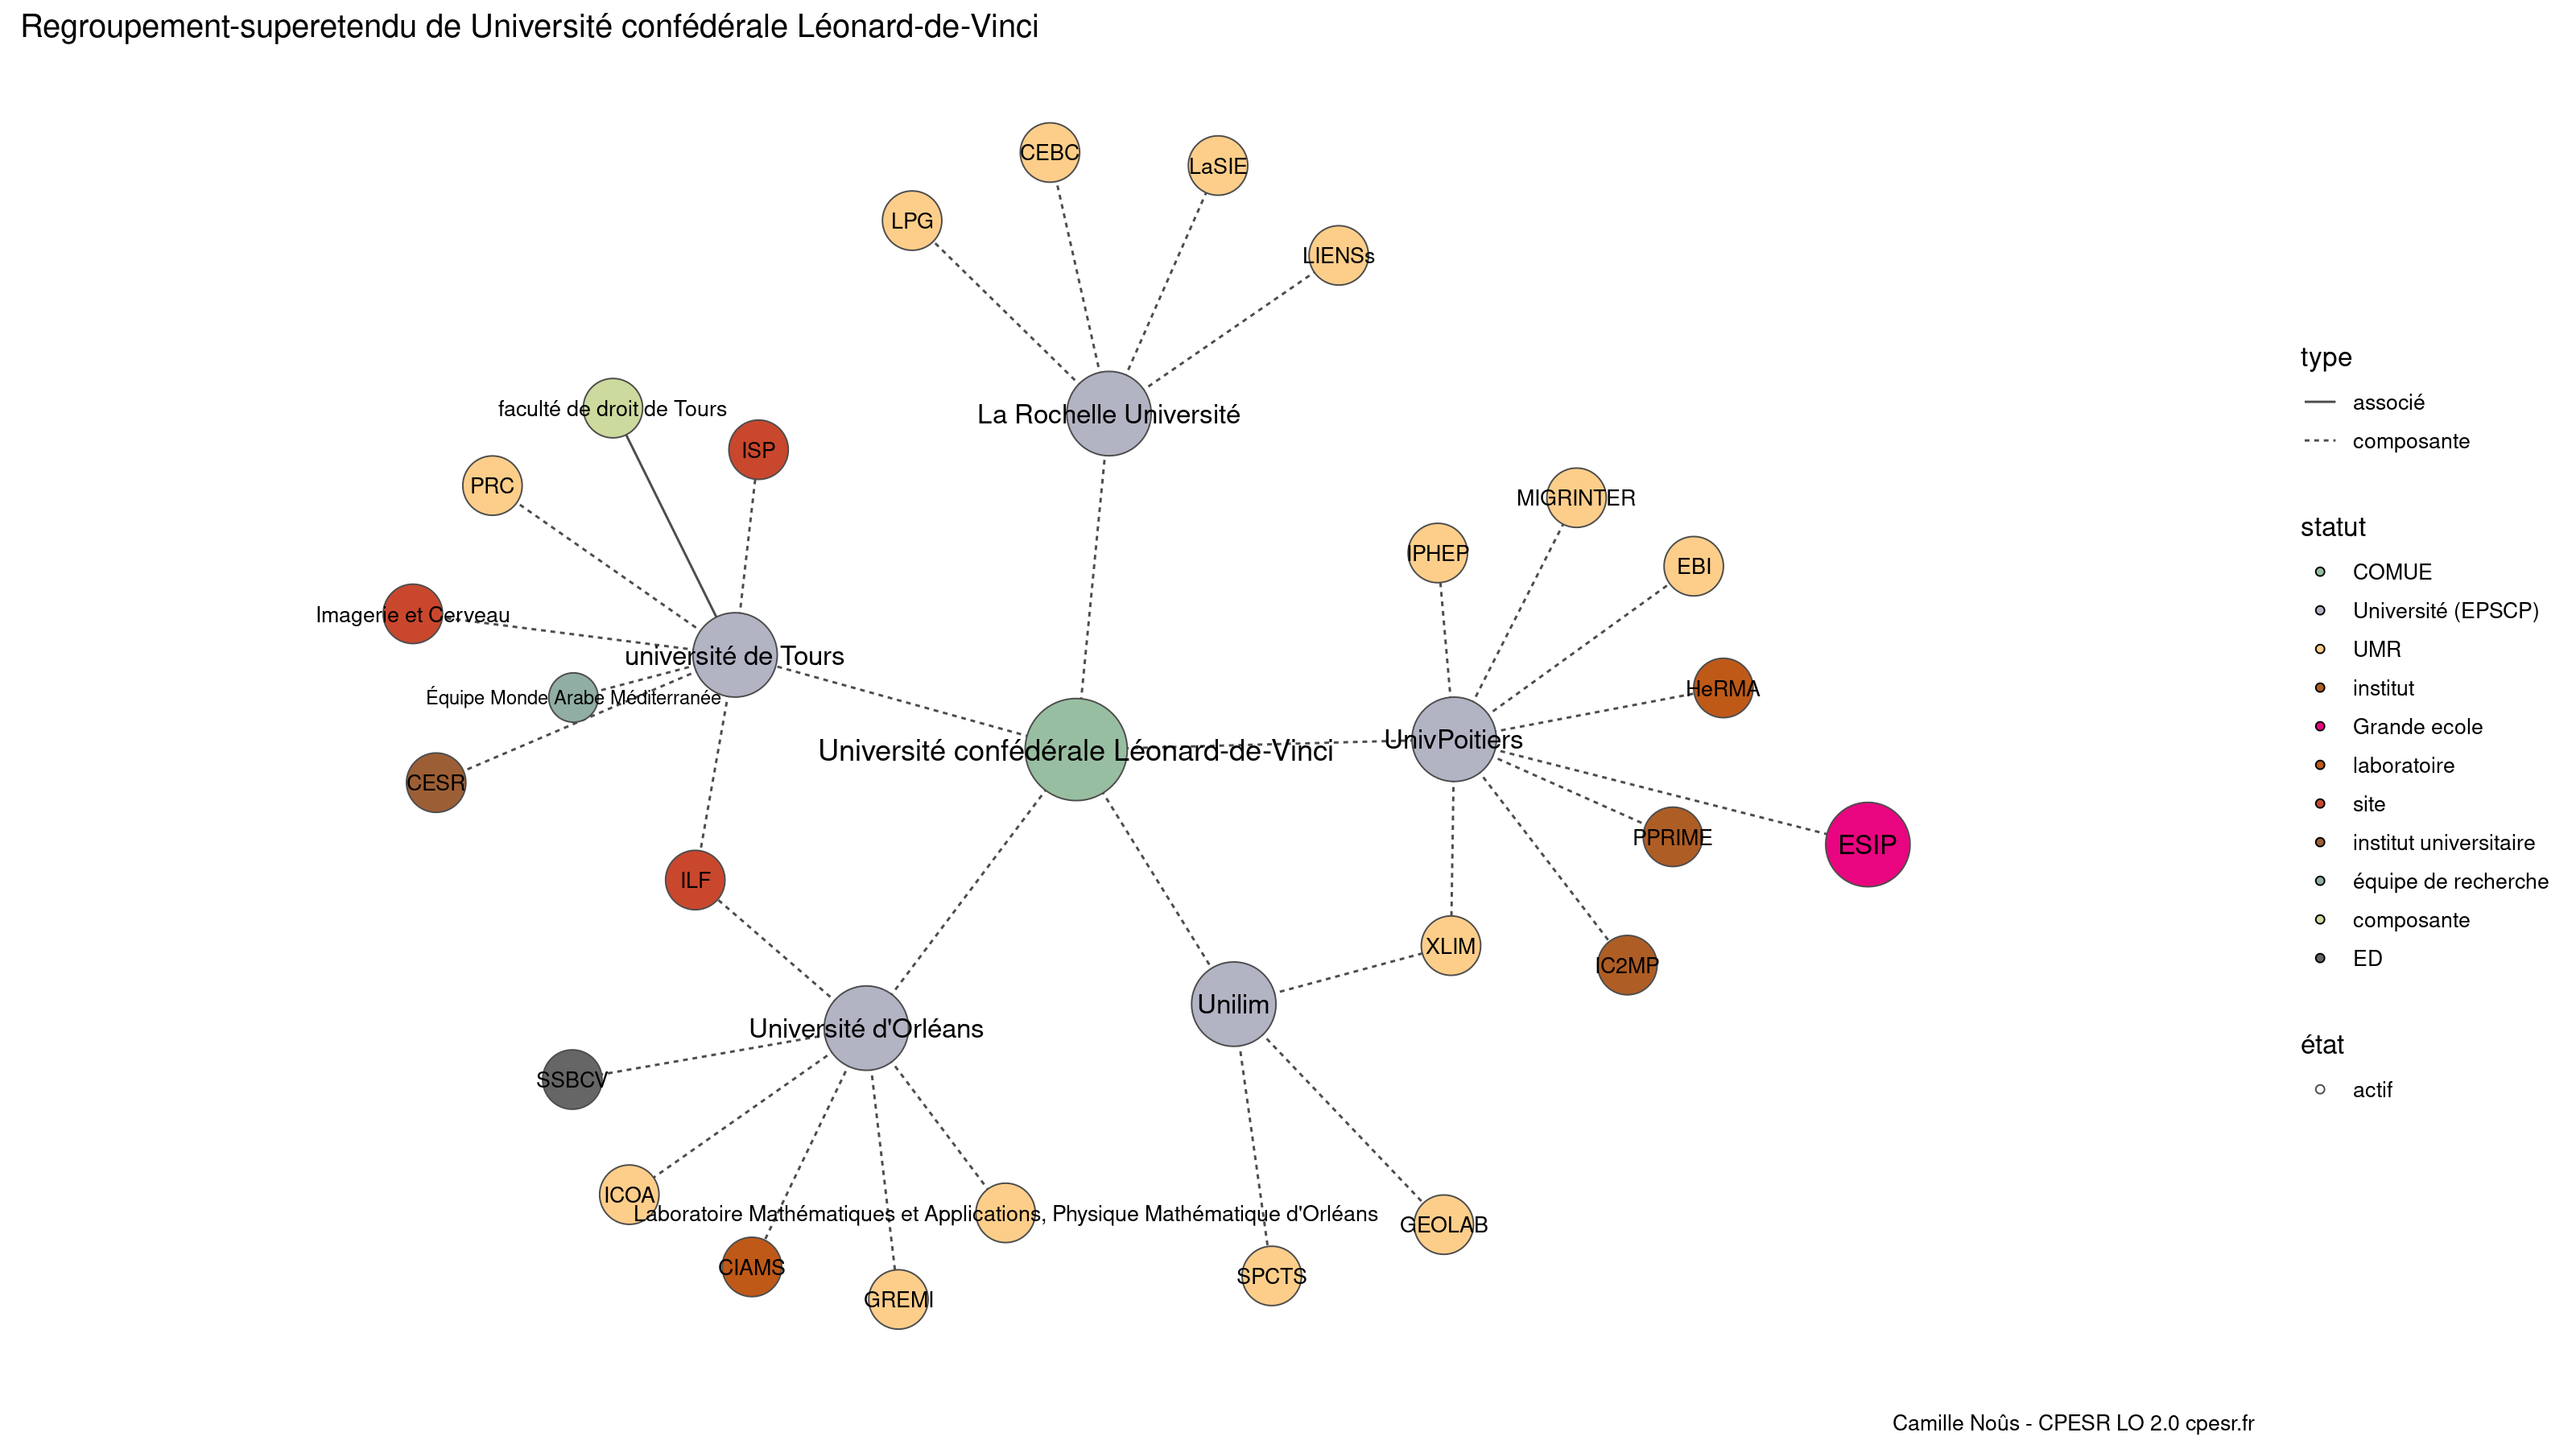 Regroupement-superetendu de Université confédérale Léonard-de-Vinci
CEBC
LaSIE
LPG
LIENSs
La Rochelle Université
faculté de droit de Tours
ISP
PRC
MIGRINTER
IPHEP
EBI
Imagerie et Cerveau
université de Tours
Équipe Monde Arabe Méditerranée
HeRMA
Université confédérale Léonard-de-Vinci
UnivPoitiers
CESR
PPRIME
ESIP
ILF
XLIM
IC2MP
Unilim
Université d'Orléans
SSBCV
ICOA
Laboratoire Mathématiques et Applications, Physique Mathématique d'Orléans
GEOLAB
CIAMS
SPCTS
GREMI
type
associé
composante
statut
COMUE
Université (EPSCP)
UMR
institut
Grande ecole
laboratoire
site
institut universitaire
équipe de recherche
composante
ED
état
actif
Camille Noûs - CPESR LO 2.0 cpesr.fr